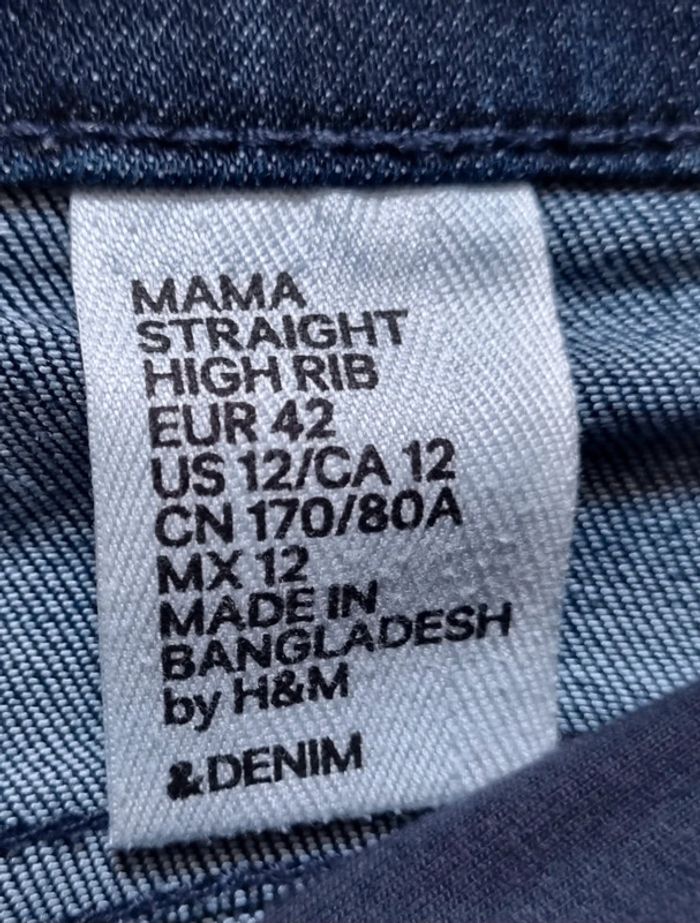 MAMA
STRAIGHT
HIGH RIB
EUR 42
US 12/CA 12
CN 170/80A
MX 12
MADE IN
BANGLADESH
by H&M
&DENIM